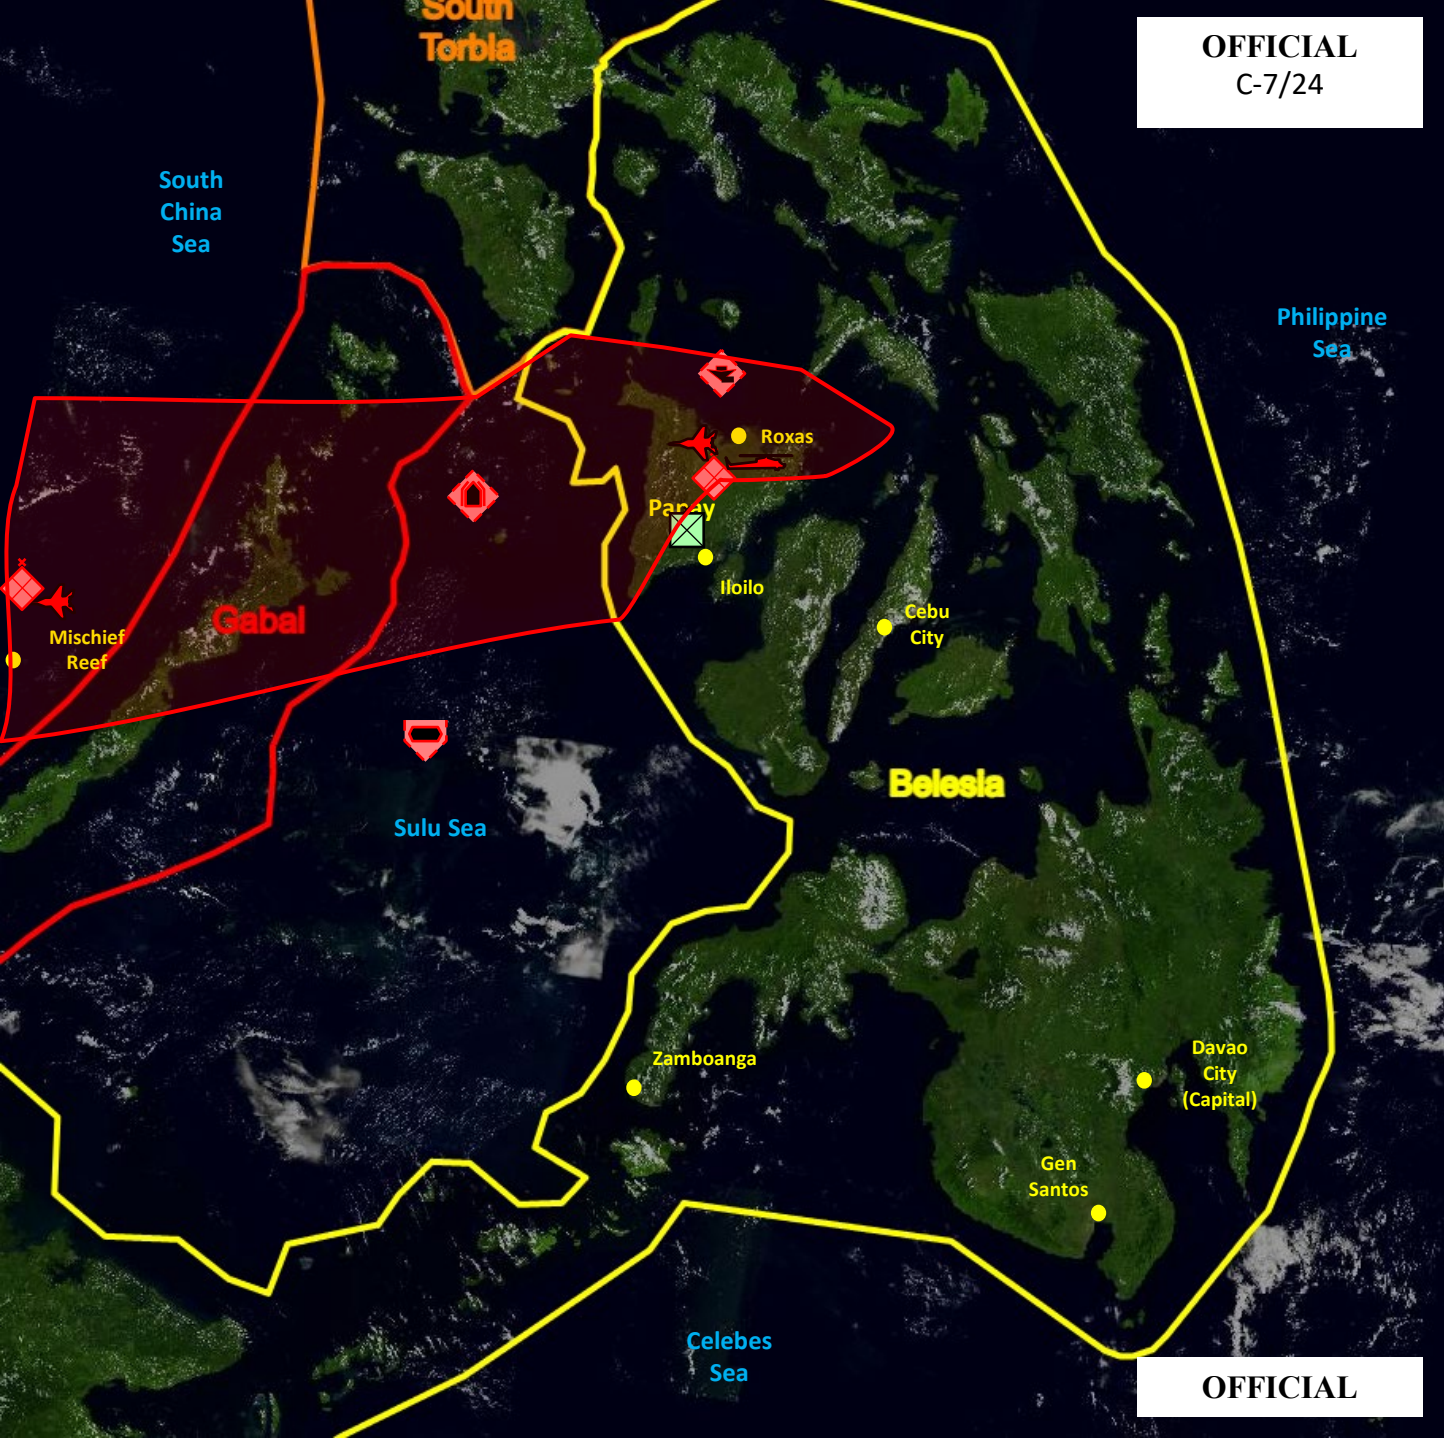 South
Torbia
OFFICIAL
C-7/24
South
China
Sea
Philippine
Sea
Roxas
Panay
Iloilo
Cebu
City
Gabal
Mischief
Reef
Belesia
Sulu Sea
Zamboanga
Davao
City
(Capital)
Gen
Santos
Celebes
Sea
OFFICIAL